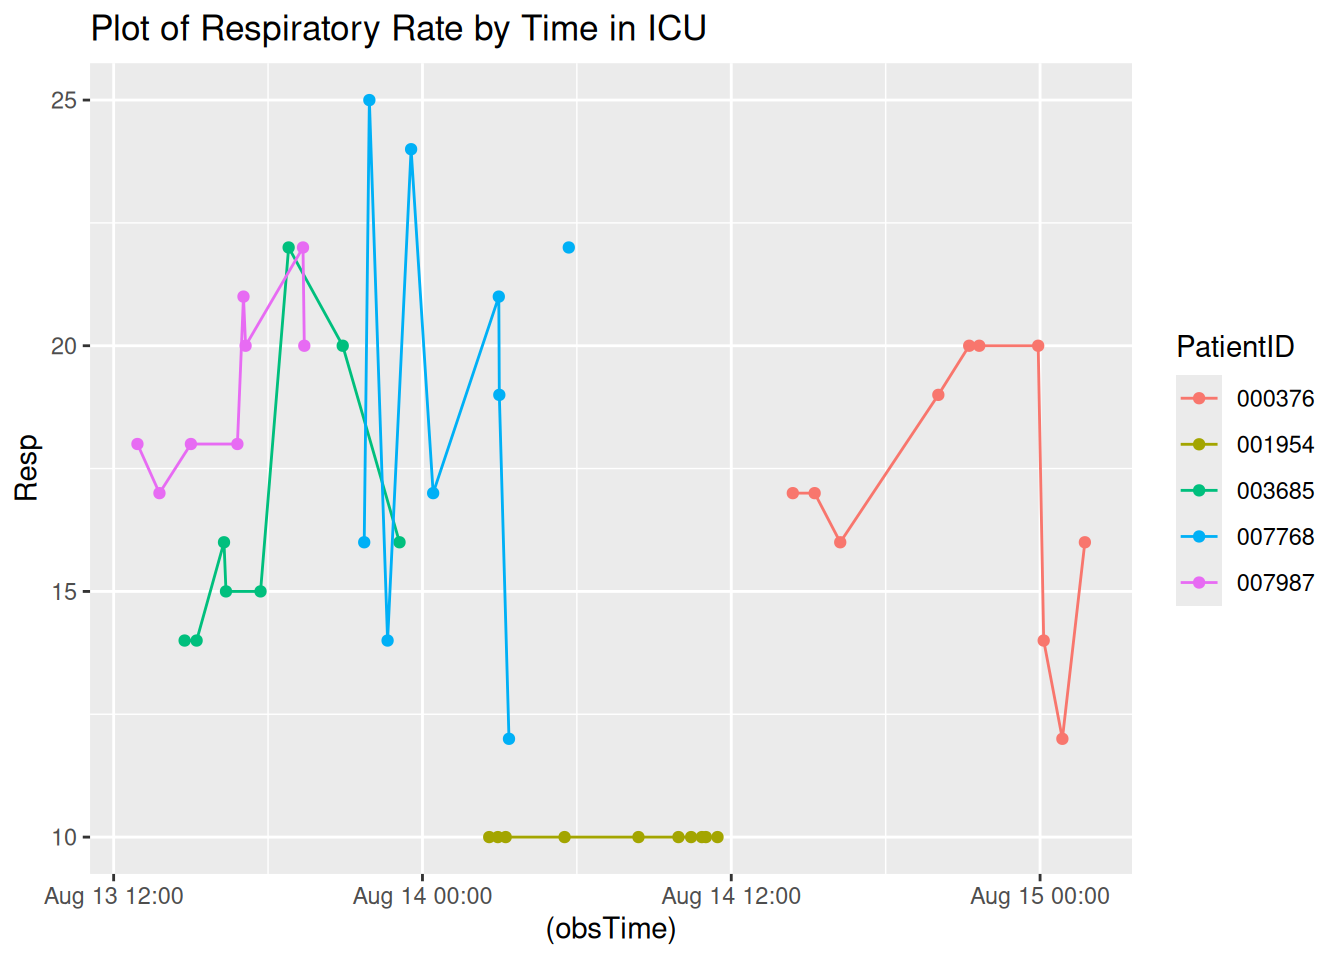 Plot of Respiratory Rate by Time in ICU
25
20
15
10
Resp
Aug 13 12:00
Aug 14 00:00
Aug 14 12:00
Aug 15 00:00
(obsTime)
PatientID
000376
001954
003685
007768
007987